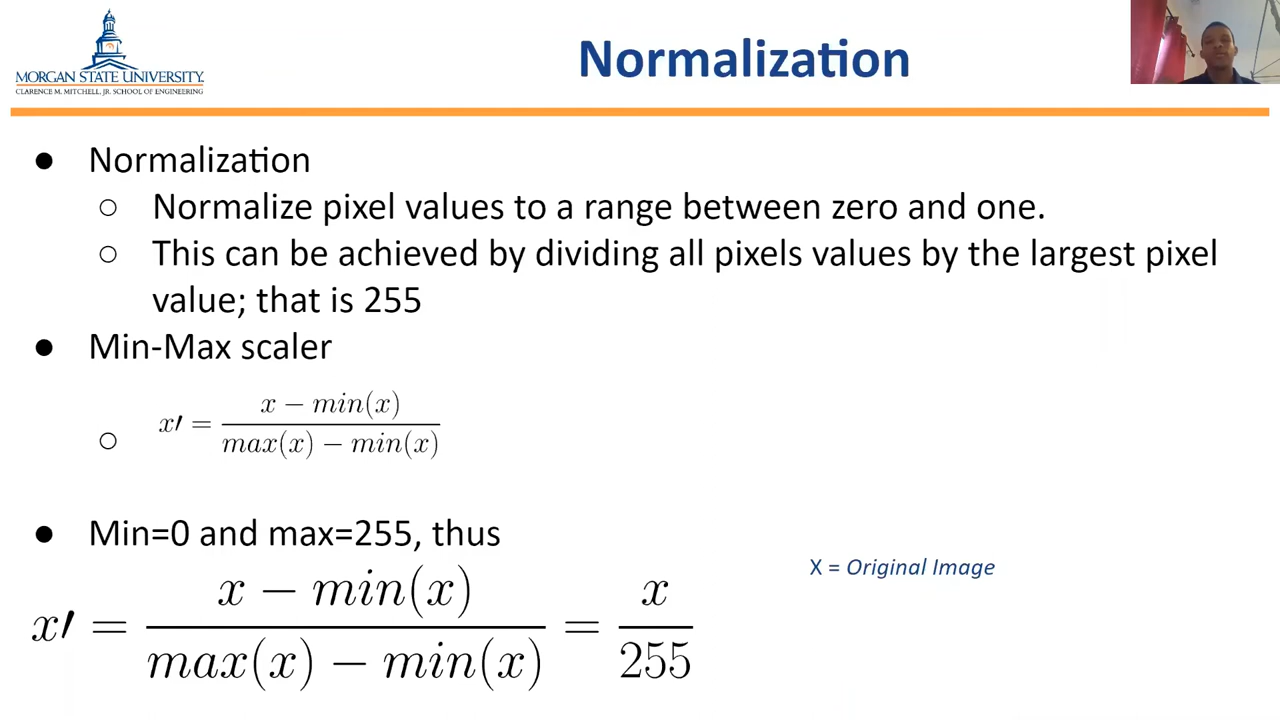 MORGAN STATE UNIVERSITY.
CLARENCE M. MITCHELL, JR. SCHOOL OF ENGINEERING
Normalization
● Normalization
○ Normalize pixel values to a range between zero and one.
○ This can be achieved by dividing all pixels values by the largest pixel
value; that is 255
● Min-Max scaler
○ x′ = (x − min(x)) / (max(x) − min(x))
● Min=0 and max=255, thus
X = Original Image
x′ = (x − min(x)) / (max(x) − min(x)) = x / 255